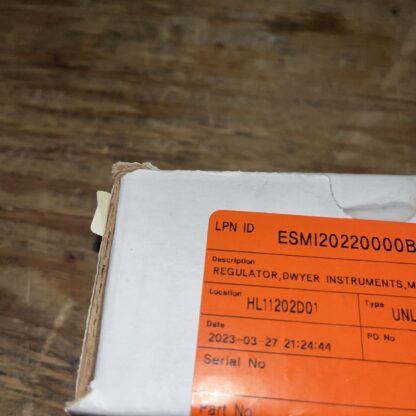 LPN ID ESMI20220000B
Description
REGULATOR,DWYER INSTRUMENTS,M
Location HL11202D01 Type UNL
Date 2023-03-27 21:24:44 PO No
Serial No
Part No